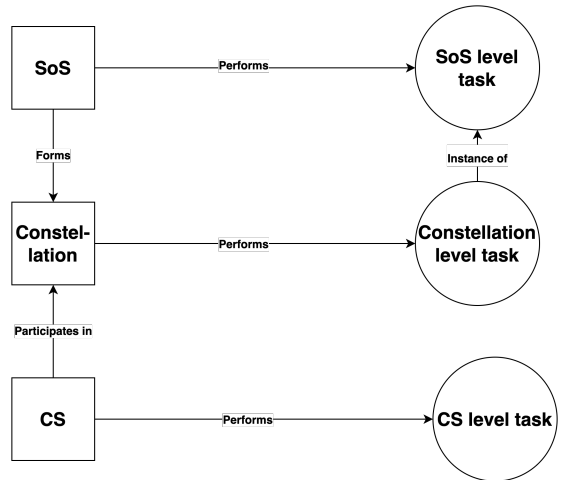 SoS
Performs
SoS level
task
Forms
Instance of
Constel-
lation
Performs
Constellation
level task
Participates in
CS
Performs
CS level task